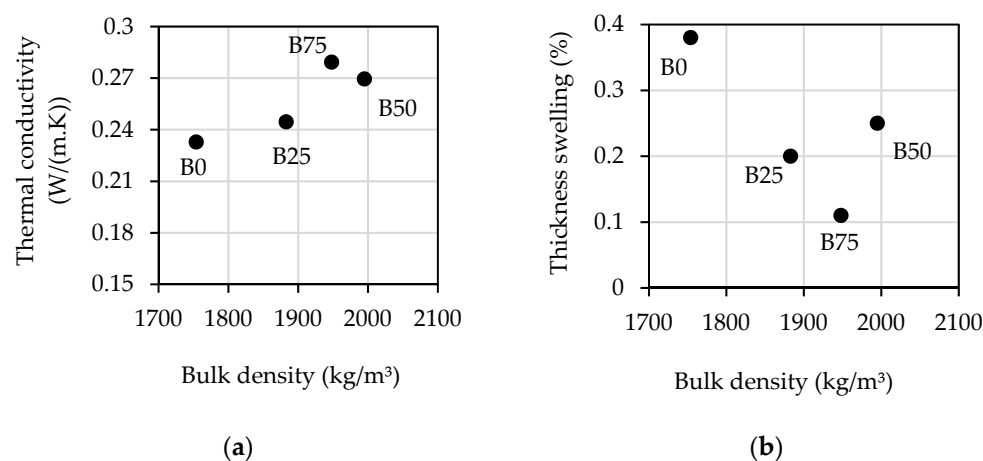 Thermal conductivity
(W/(m.K))
0.3
0.27
0.24
0.21
0.18
0.15
B75
B50
B25
B0
1700 1800 1900 2000 2100
Bulk density (kg/m³)
(a)
Thickness swelling (%)
0.4
0.3
0.2
0.1
0
B0
B50
B25
B75
1700 1800 1900 2000 2100
Bulk density (kg/m³)
(b)